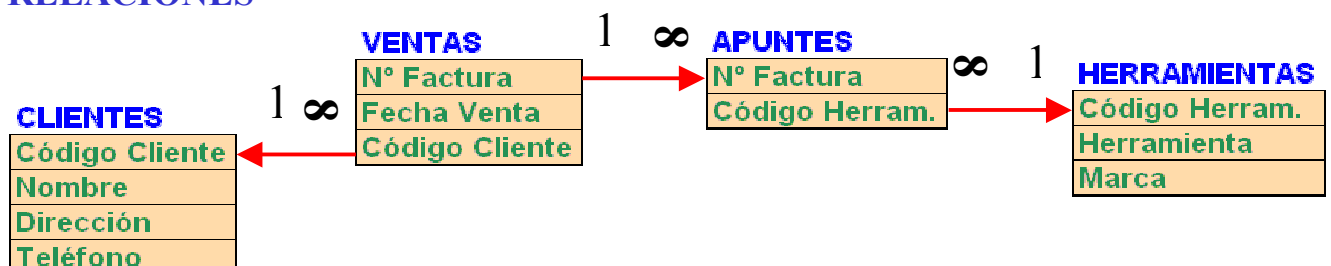 RELACIONES
CLIENTES
Código Cliente
Nombre
Dirección
Teléfono
1 ∞
VENTAS
Nº Factura
Fecha Venta
Código Cliente
1 ∞
APUNTES
Nº Factura
Código Herram.
∞ 1
HERRAMIENTAS
Código Herram.
Herramienta
Marca